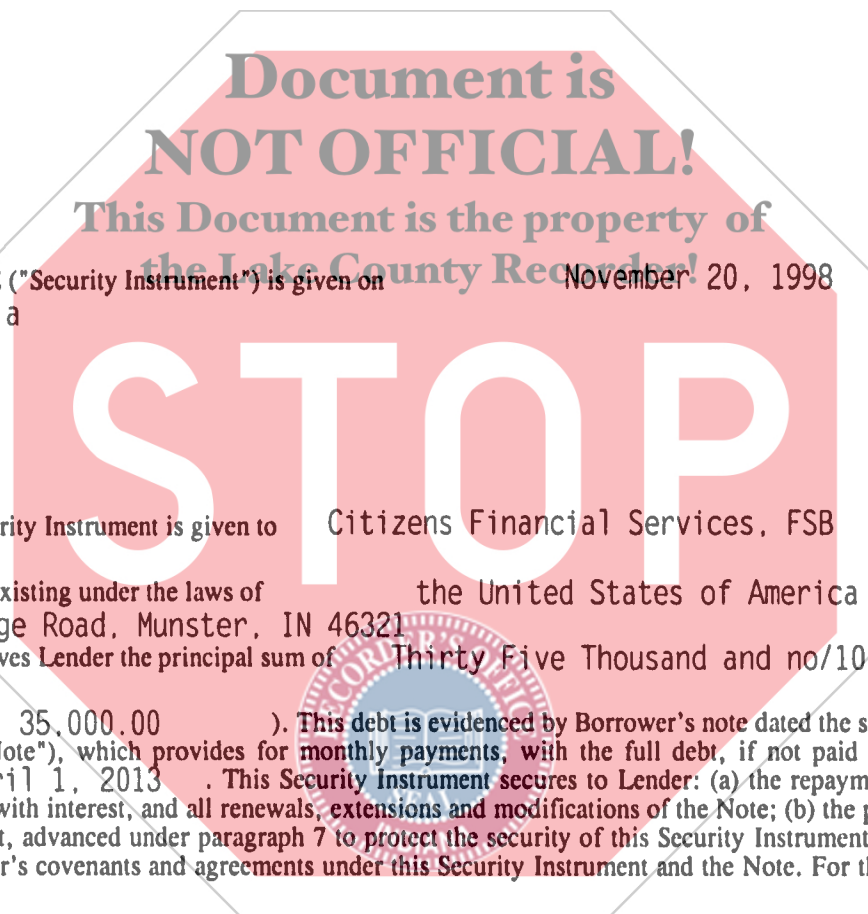 Document is
NOT OFFICIAL!
This Document is the property of
the Lake County Recorder!
("Security Instrument") is given on November 20, 1998
a
STOP
rity Instrument is given to Citizens Financial Services, FSB
xisting under the laws of the United States of America
ge Road, Munster, IN 46321
ves Lender the principal sum of Thirty Five Thousand and no/10
RECORDER'S OFFICE
35,000.00 ). This debt is evidenced by Borrower's note dated the s
lote"), which provides for monthly payments, with the full debt, if not paid
ril 1, 2013 . This Security Instrument secures to Lender: (a) the repaym
with interest, and all renewals, extensions and modifications of the Note; (b) the p
t, advanced under paragraph 7 to protect the security of this Security Instrument
r's covenants and agreements under this Security Instrument and the Note. For th